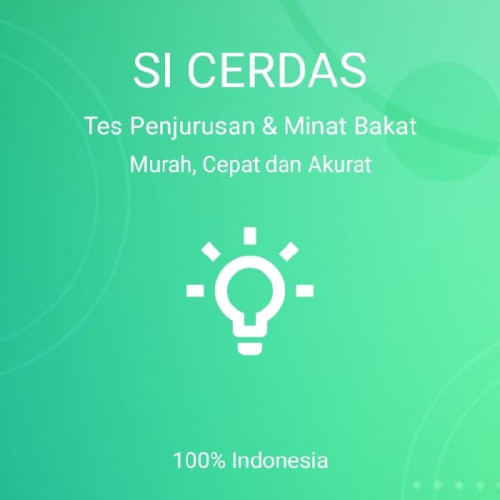 SI CERDAS
Tes Penjurusan & Minat Bakat
Murah, Cepat dan Akurat
100% Indonesia